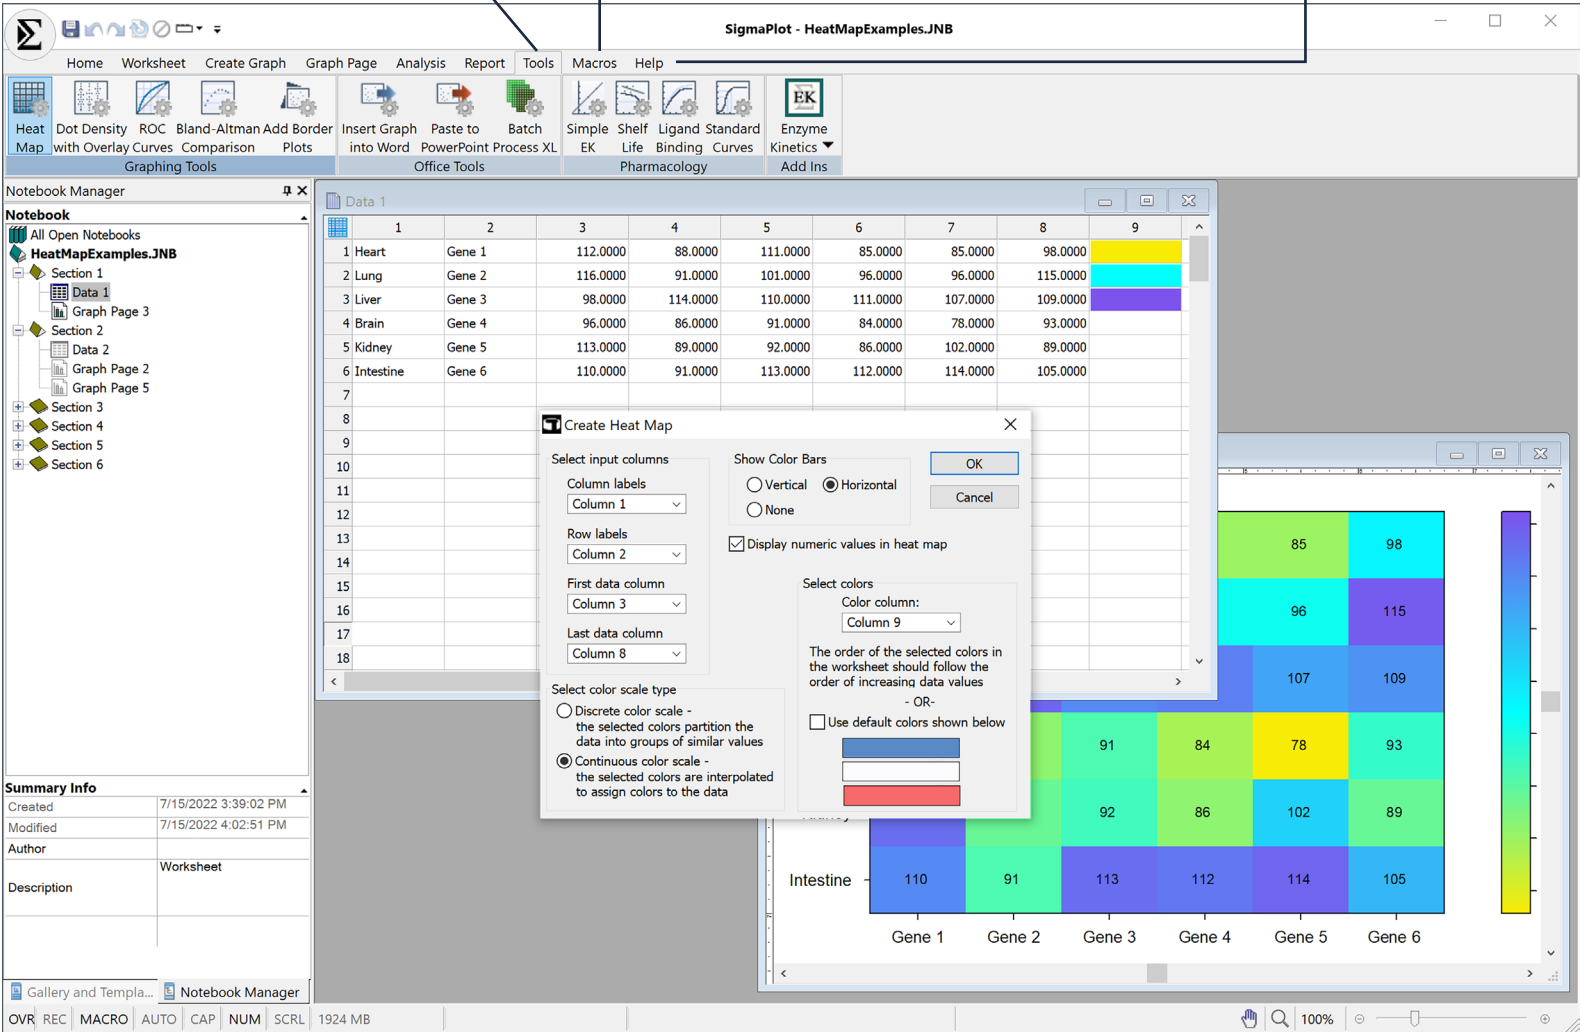 SigmaPlot - HeatMapExamples.JNB
Home Worksheet Create Graph Graph Page Analysis Report Tools Macros Help
Heat Map
Dot Density with Overlay
ROC Curves
Bland-Altman Comparison
Add Border Plots
Insert Graph into Word
Paste to PowerPoint
Batch Process XL
Simple EK
Shelf Life
Ligand Binding
Standard Curves
EK
Enzyme Kinetics
Graphing Tools Office Tools Pharmacology Add Ins
Notebook Manager
Notebook
All Open Notebooks
HeatMapExamples.JNB
Section 1
Data 1
Graph Page 3
Section 2
Data 2
Graph Page 2
Graph Page 5
Section 3
Section 4
Section 5
Section 6
Summary Info
Created 7/15/2022 3:39:02 PM
Modified 7/15/2022 4:02:51 PM
Author
Worksheet
Description
Gallery and Templa... Notebook Manager
Data 1
1 2 3 4 5 6 7 8 9
1 Heart Gene 1 112.0000 88.0000 111.0000 85.0000 85.0000 98.0000
2 Lung Gene 2 116.0000 91.0000 101.0000 96.0000 96.0000 115.0000
3 Liver Gene 3 98.0000 114.0000 110.0000 111.0000 107.0000 109.0000
4 Brain Gene 4 96.0000 86.0000 91.0000 84.0000 78.0000 93.0000
5 Kidney Gene 5 113.0000 89.0000 92.0000 86.0000 102.0000 89.0000
6 Intestine Gene 6 110.0000 91.0000 113.0000 112.0000 114.0000 105.0000
7
8
9
10
11
12
13
14
15
16
17
18
Create Heat Map
Select input columns
Column labels
Column 1
Row labels
Column 2
First data column
Column 3
Last data column
Column 8
Select color scale type
Discrete color scale -
the selected colors partition the
data into groups of similar values
Continuous color scale -
the selected colors are interpolated
to assign colors to the data
Show Color Bars
Vertical Horizontal
None
OK
Cancel
Display numeric values in heat map
Select colors
Color column:
Column 9
The order of the selected colors in
the worksheet should follow the
order of increasing data values
- OR-
Use default colors shown below
85 98
96 115
107 109
91 84 78 93
92 86 102 89
Intestine 110 91 113 112 114 105
Gene 1 Gene 2 Gene 3 Gene 4 Gene 5 Gene 6
OVR REC MACRO AUTO CAP NUM SCRL 1924 MB
100%